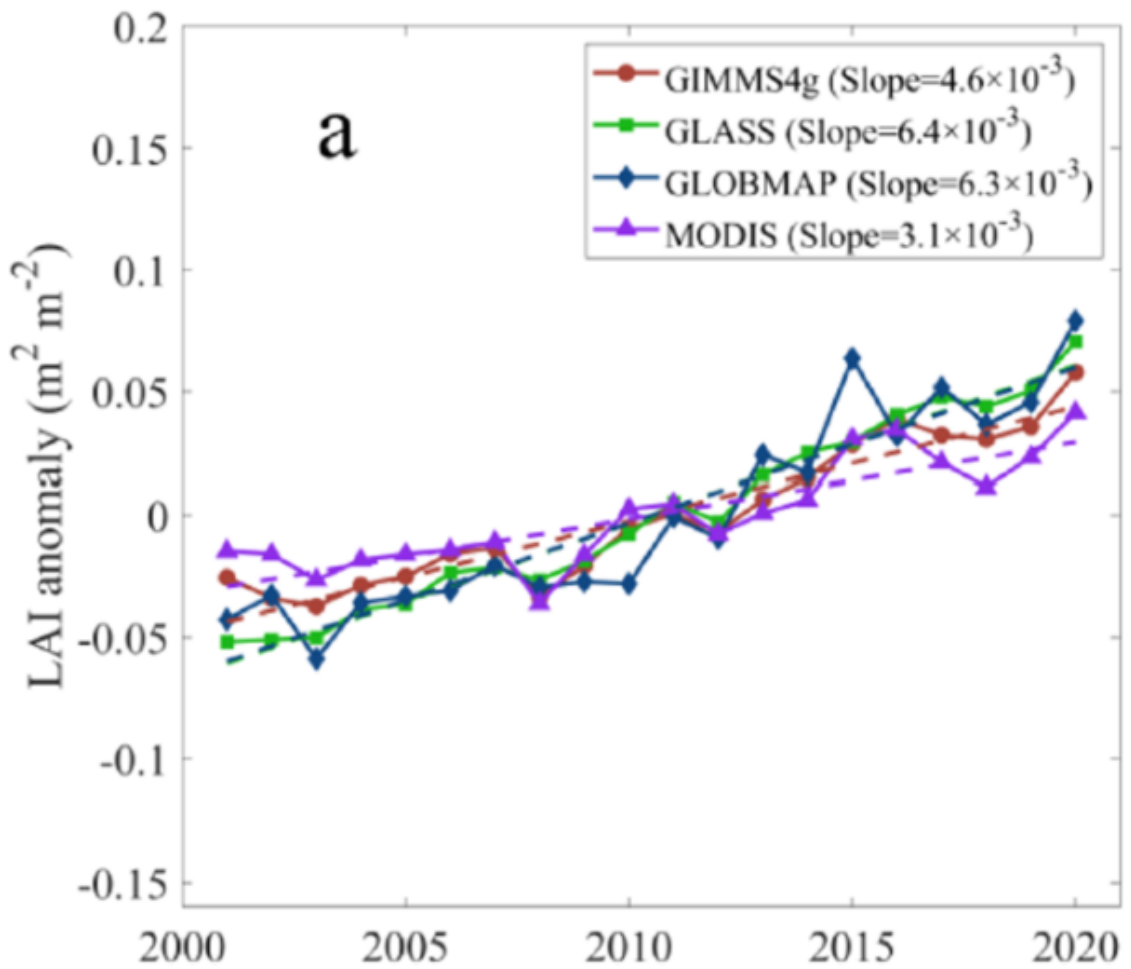 0.2
0.15
0.1
0.05
0
-0.05
-0.1
-0.15
LAI anomaly (m² m⁻²)
a
GIMMS4g (Slope=4.6×10⁻³)
GLASS (Slope=6.4×10⁻³)
GLOBMAP (Slope=6.3×10⁻³)
MODIS (Slope=3.1×10⁻³)
2000 2005 2010 2015 2020